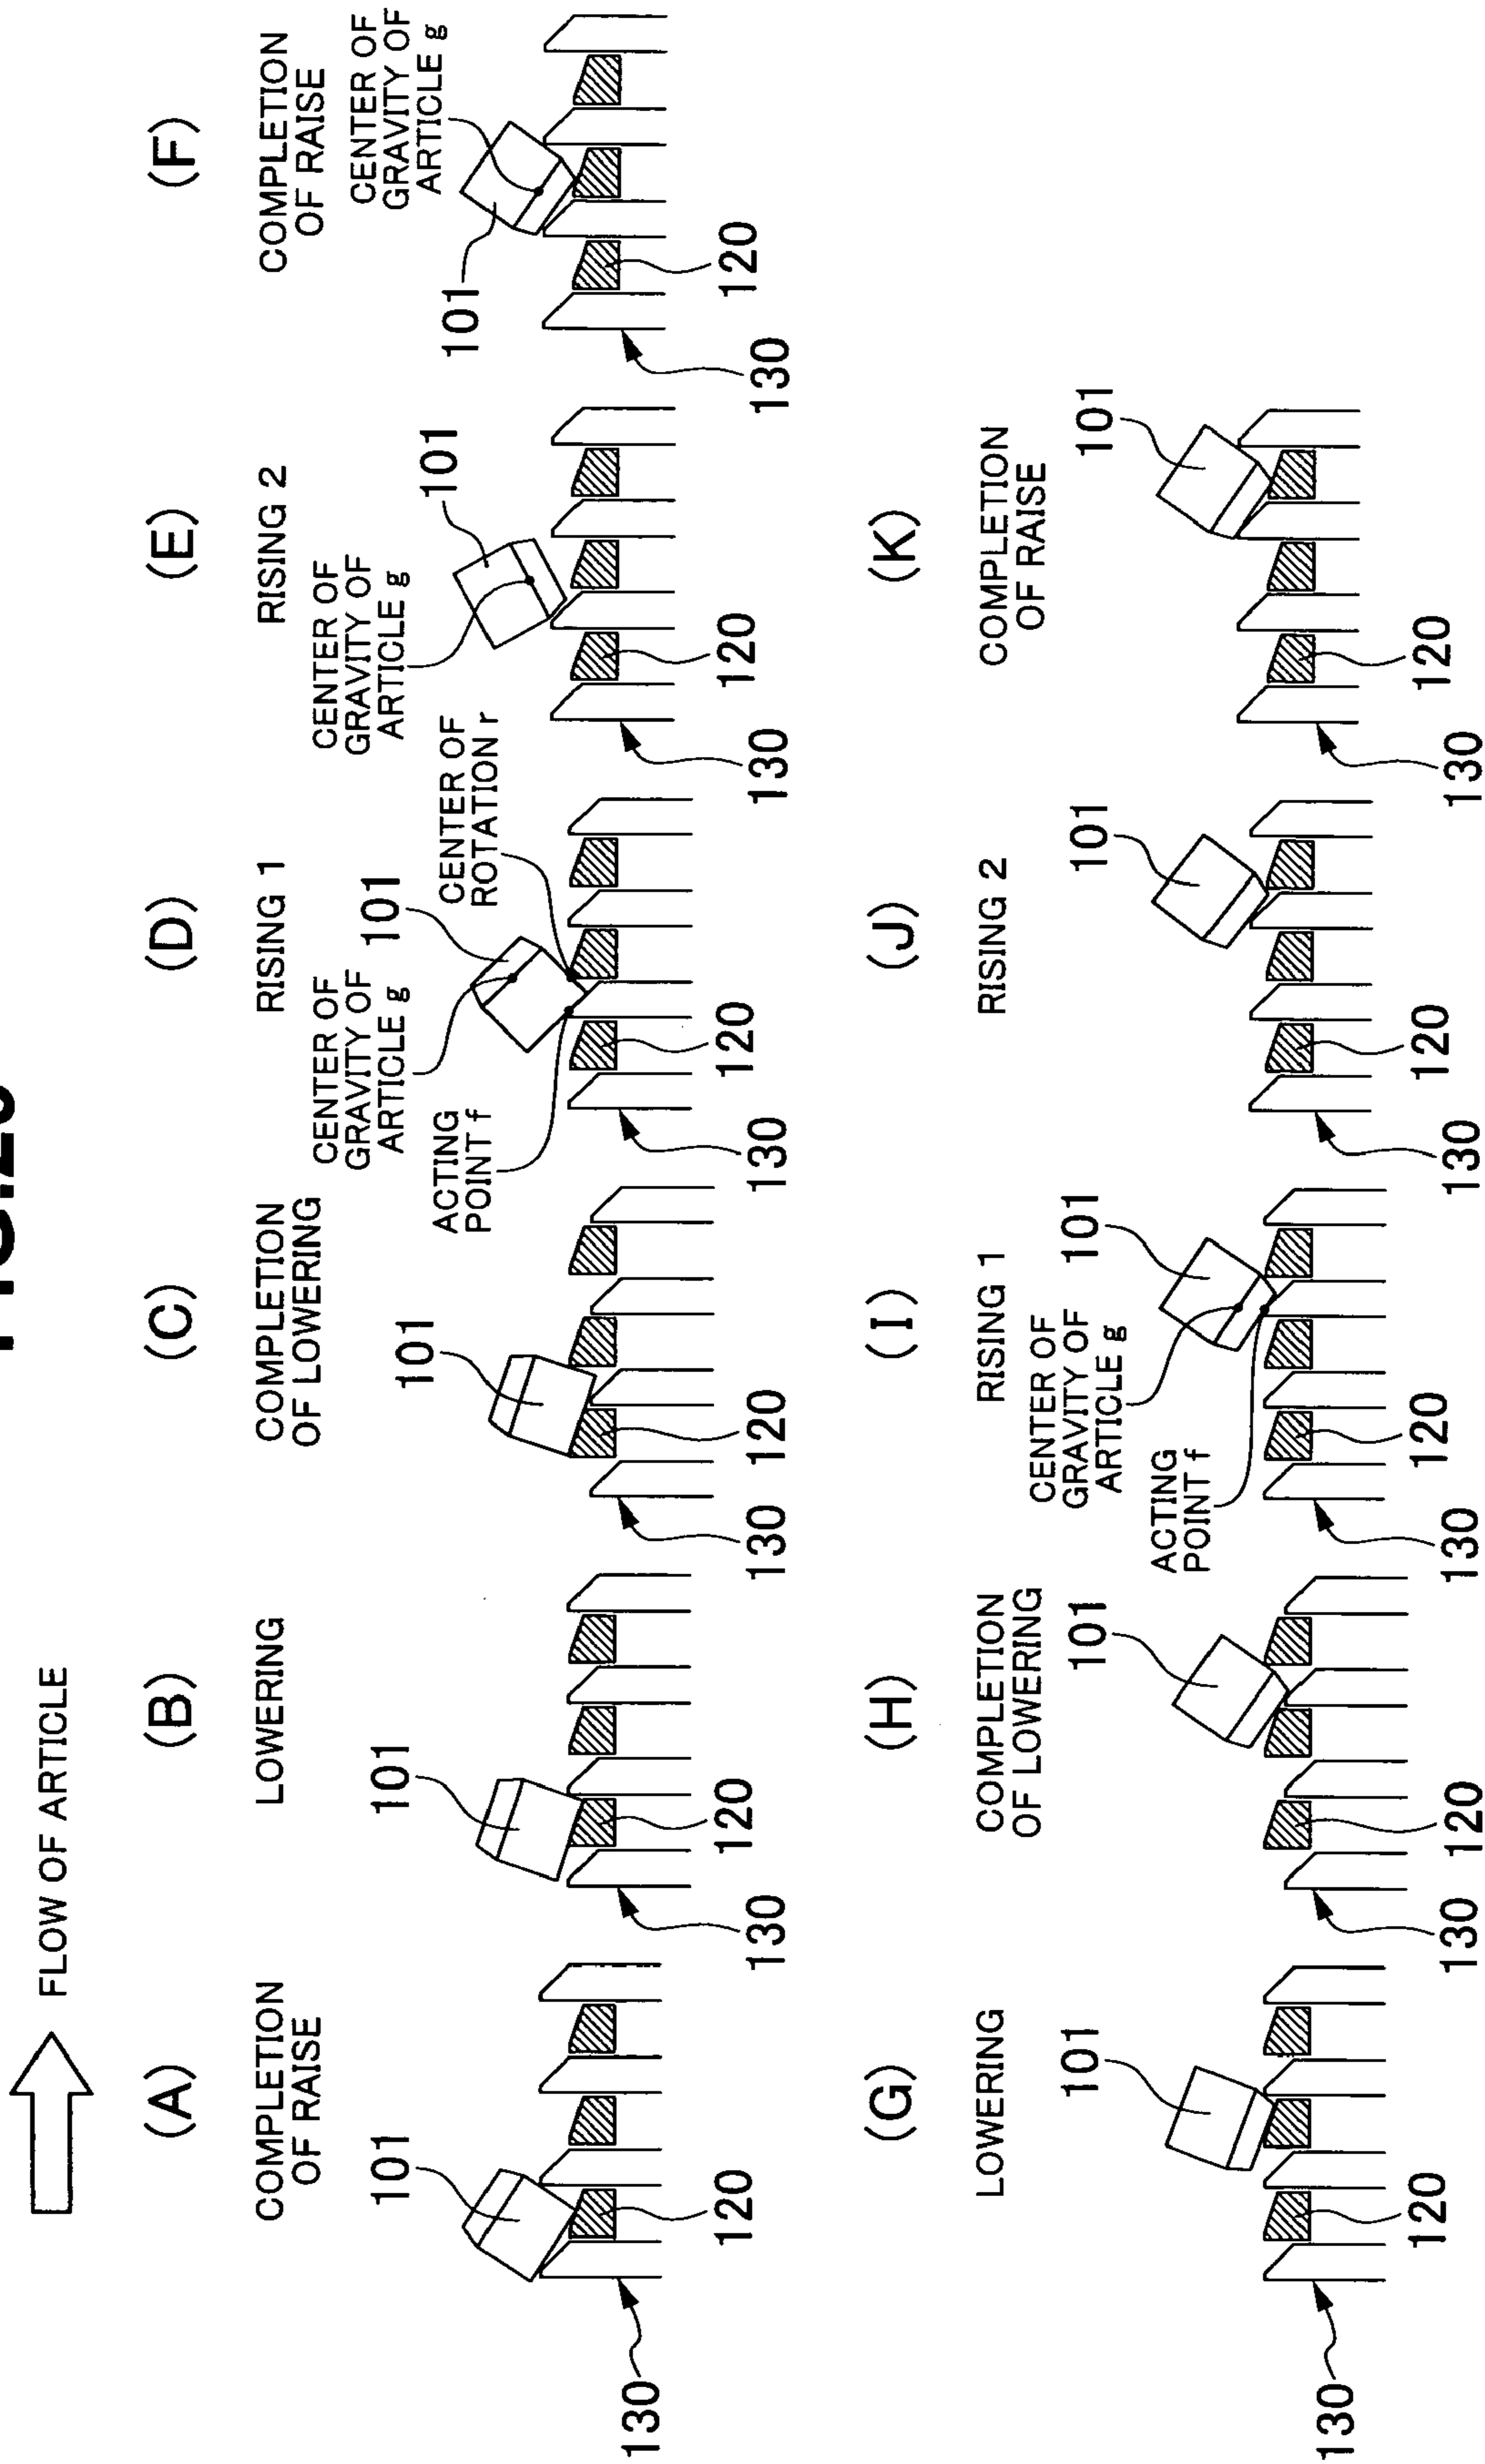 FLOW OF ARTICLE
(A)
COMPLETION
OF RAISE
101
120
130
(B)
LOWERING
101
120
130
(C)
COMPLETION
OF LOWERING
101
120
130
(D)
RISING 1
CENTER OF
GRAVITY OF
ARTICLE g
101
CENTER OF
ROTATION r
ACTING
POINT f
120
130
(E)
RISING 2
CENTER OF
GRAVITY OF
ARTICLE g
101
120
130
(F)
COMPLETION
OF RAISE
CENTER OF
GRAVITY OF
ARTICLE g
101
120
130
(G)
LOWERING
101
120
130
(H)
COMPLETION
OF LOWERING
101
120
130
(I)
RISING 1
CENTER OF
GRAVITY OF
ARTICLE g
101
ACTING
POINT f
120
130
(J)
RISING 2
101
120
130
(K)
COMPLETION
OF RAISE
101
120
130